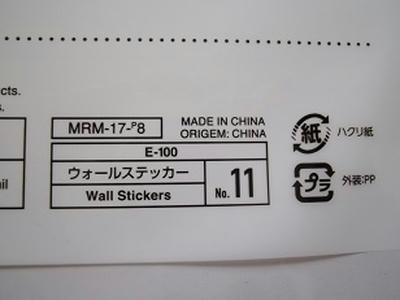 cts.
s.
MRM-17-P8
MADE IN CHINA
ORIGEM: CHINA
E-100
ウォールステッカー
Wall Stickers
No. 11
紙
ハクリ紙
プラ
外装:PP
ail